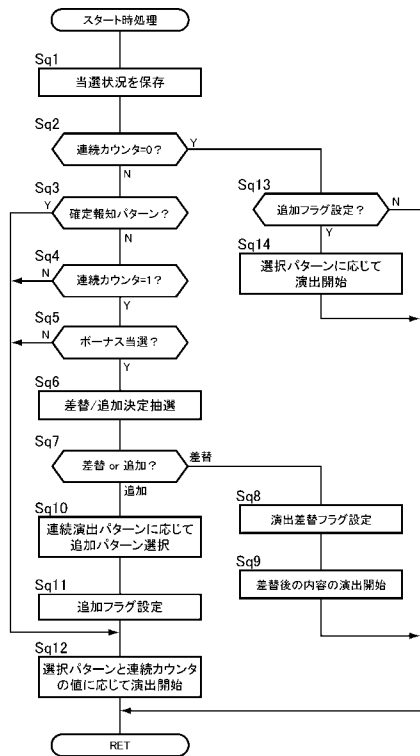 スタート時処理
Sq1
当選状況を保存
Sq2
連続カウンタ=0？
Y
N
Sq3
Y
確定報知パターン？
N
Sq13
追加フラグ設定？
N
Y
Sq14
選択パターンに応じて
演出開始
Sq4
N
連続カウンタ=1？
Y
Sq5
N
ボーナス当選？
Y
Sq6
差替/追加決定抽選
Sq7
差替 or 追加？
差替
追加
Sq8
演出差替フラグ設定
Sq9
差替後の内容の演出開始
Sq10
連続演出パターンに応じて
追加パターン選択
Sq11
追加フラグ設定
Sq12
選択パターンと連続カウンタ
の値に応じて演出開始
RET